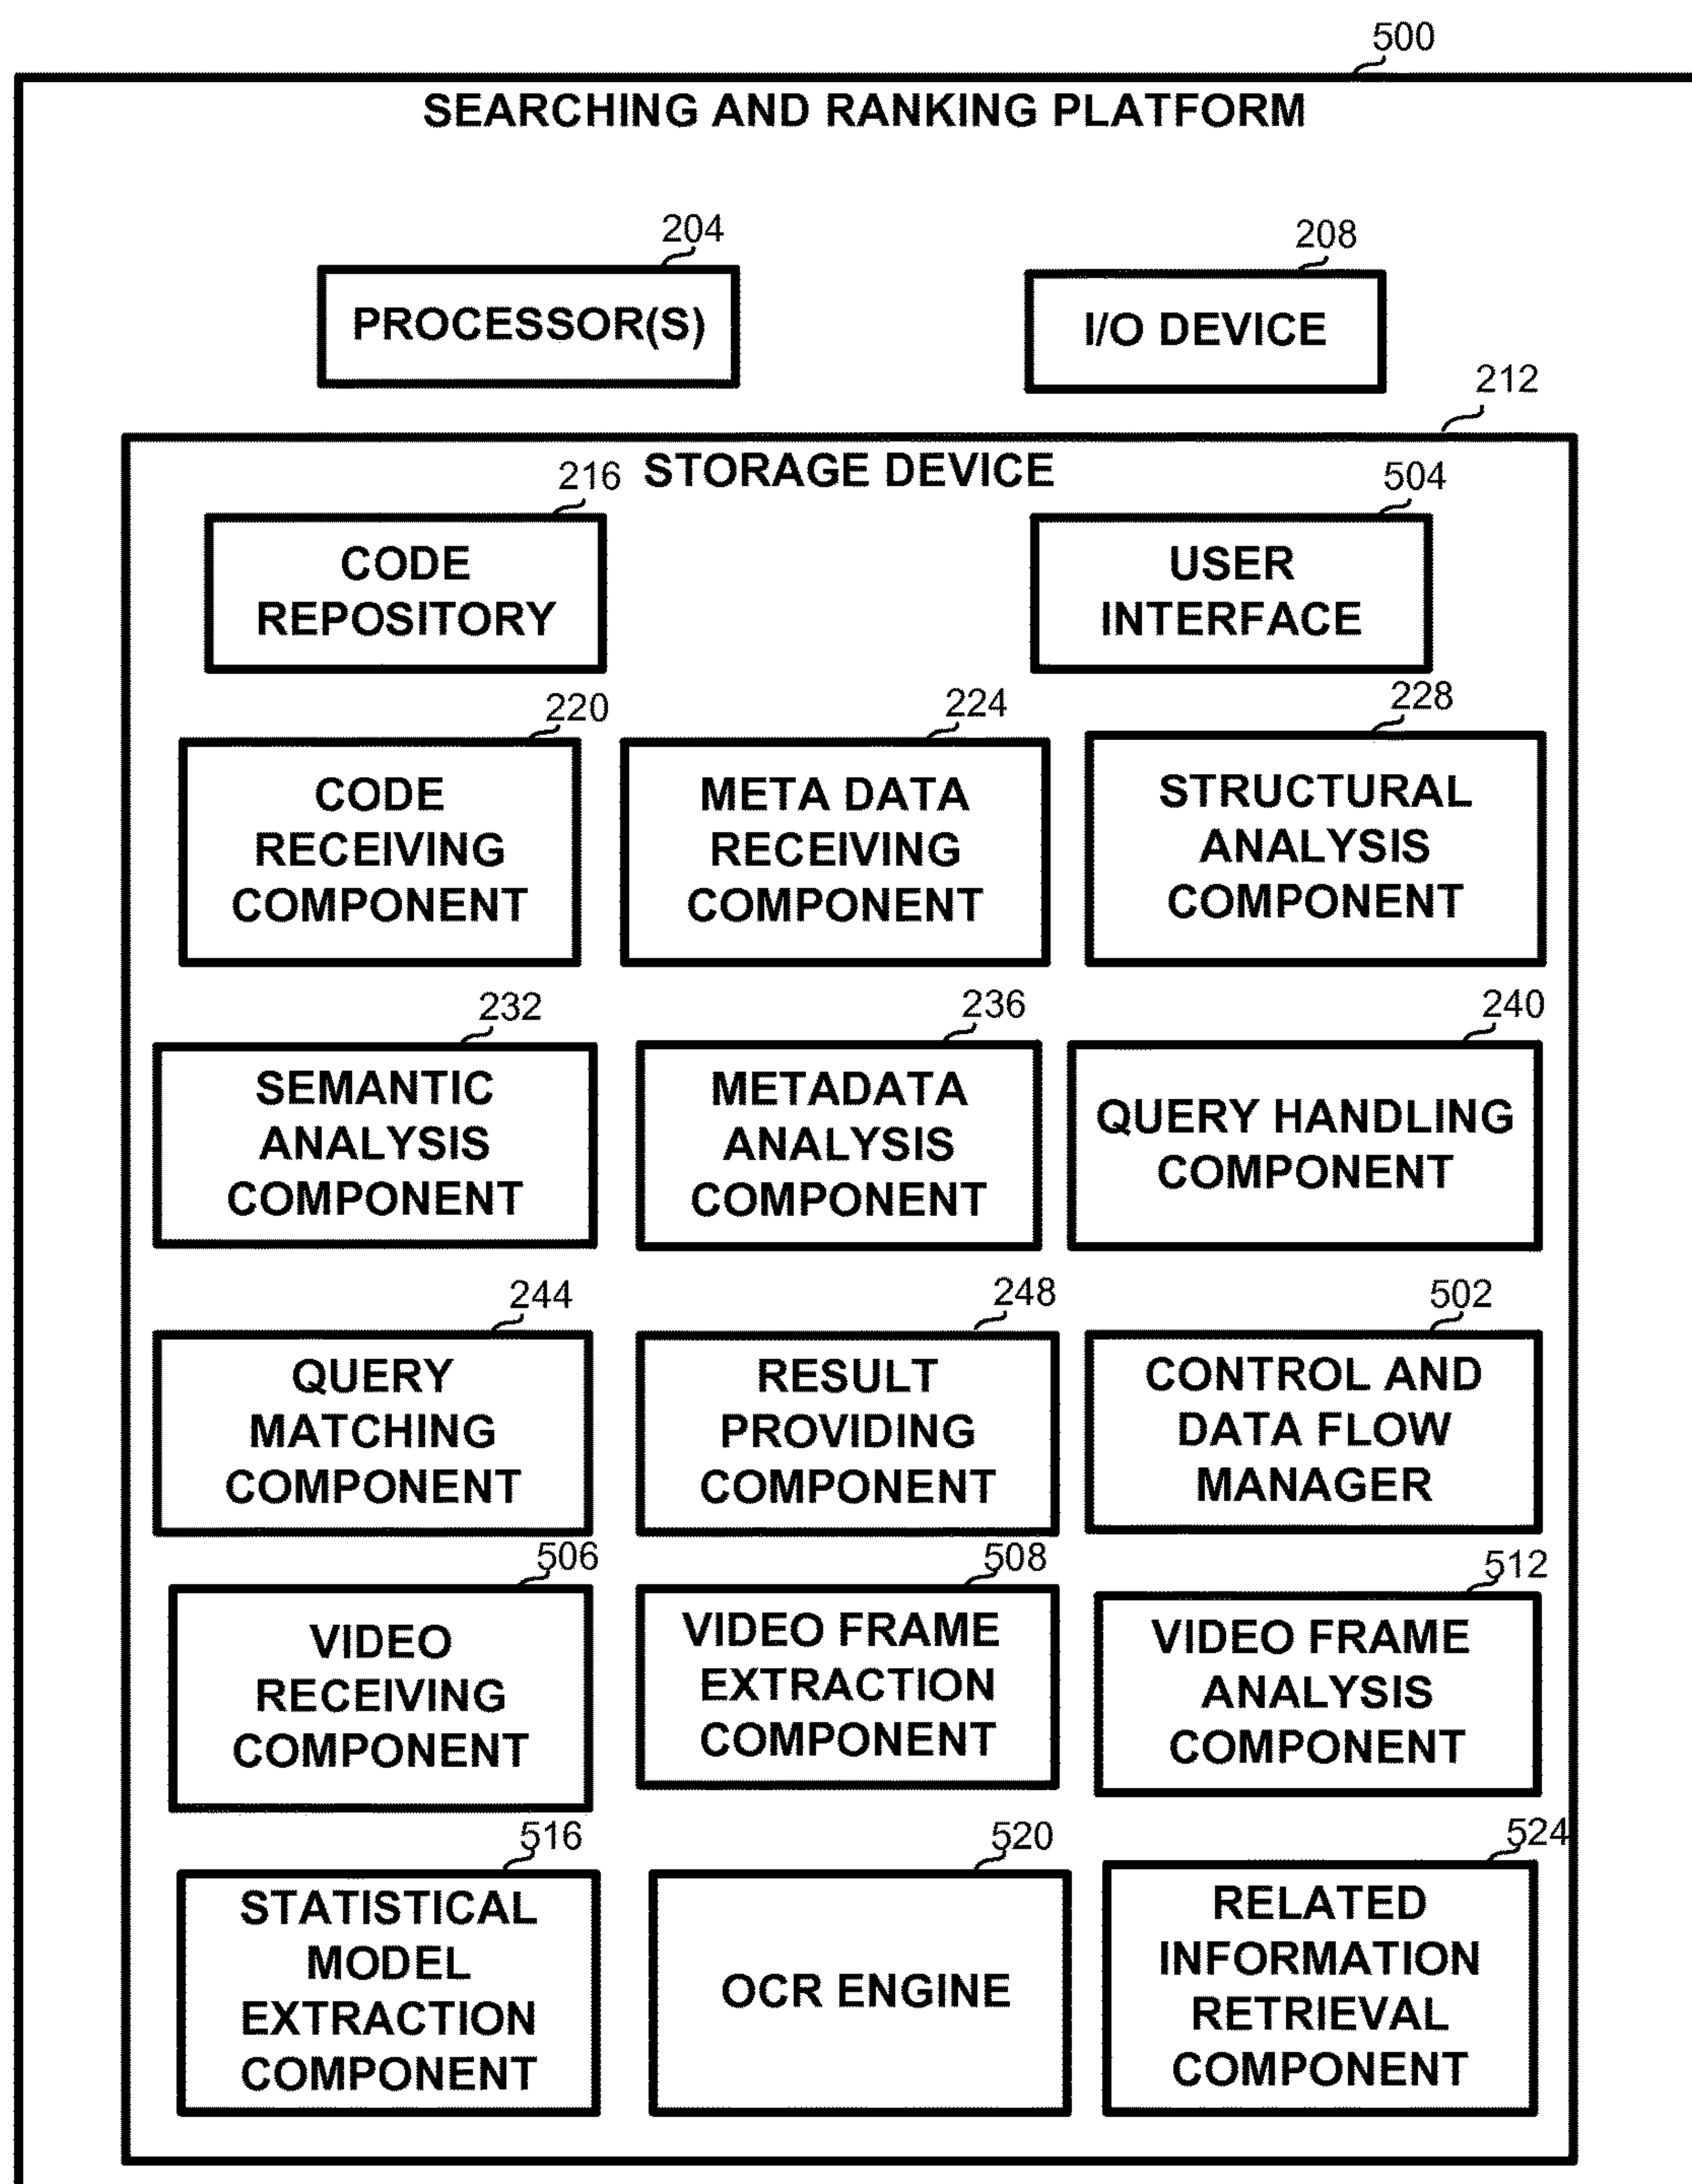 500
SEARCHING AND RANKING PLATFORM
204
PROCESSOR(S)
208
I/O DEVICE
212
STORAGE DEVICE
216
CODE
REPOSITORY
504
USER
INTERFACE
220
CODE
RECEIVING
COMPONENT
224
META DATA
RECEIVING
COMPONENT
228
STRUCTURAL
ANALYSIS
COMPONENT
232
SEMANTIC
ANALYSIS
COMPONENT
236
METADATA
ANALYSIS
COMPONENT
240
QUERY HANDLING
COMPONENT
244
QUERY
MATCHING
COMPONENT
248
RESULT
PROVIDING
COMPONENT
502
CONTROL AND
DATA FLOW
MANAGER
506
VIDEO
RECEIVING
COMPONENT
508
VIDEO FRAME
EXTRACTION
COMPONENT
512
VIDEO FRAME
ANALYSIS
COMPONENT
516
STATISTICAL
MODEL
EXTRACTION
COMPONENT
520
OCR ENGINE
524
RELATED
INFORMATION
RETRIEVAL
COMPONENT